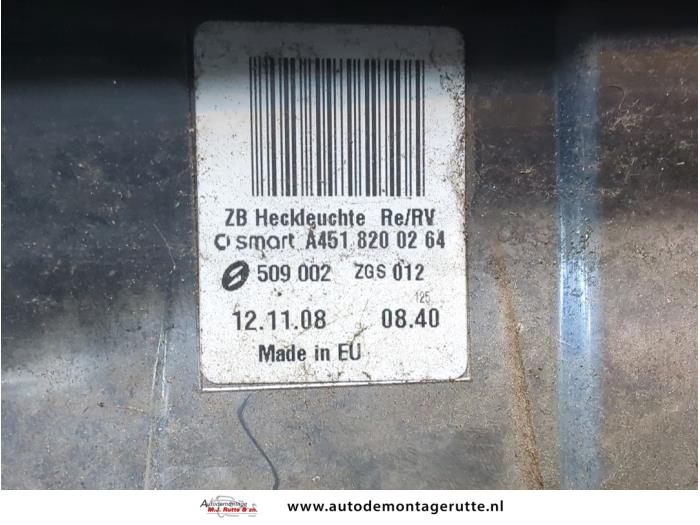 ZB Heckleuchte Re/RV
smart A451 820 02 64
509 002 ZGS 012
125
12.11.08 08.40
Made in EU
Autodemontage
M.J. Rutte & zn.
www.autodemontagerutte.nl